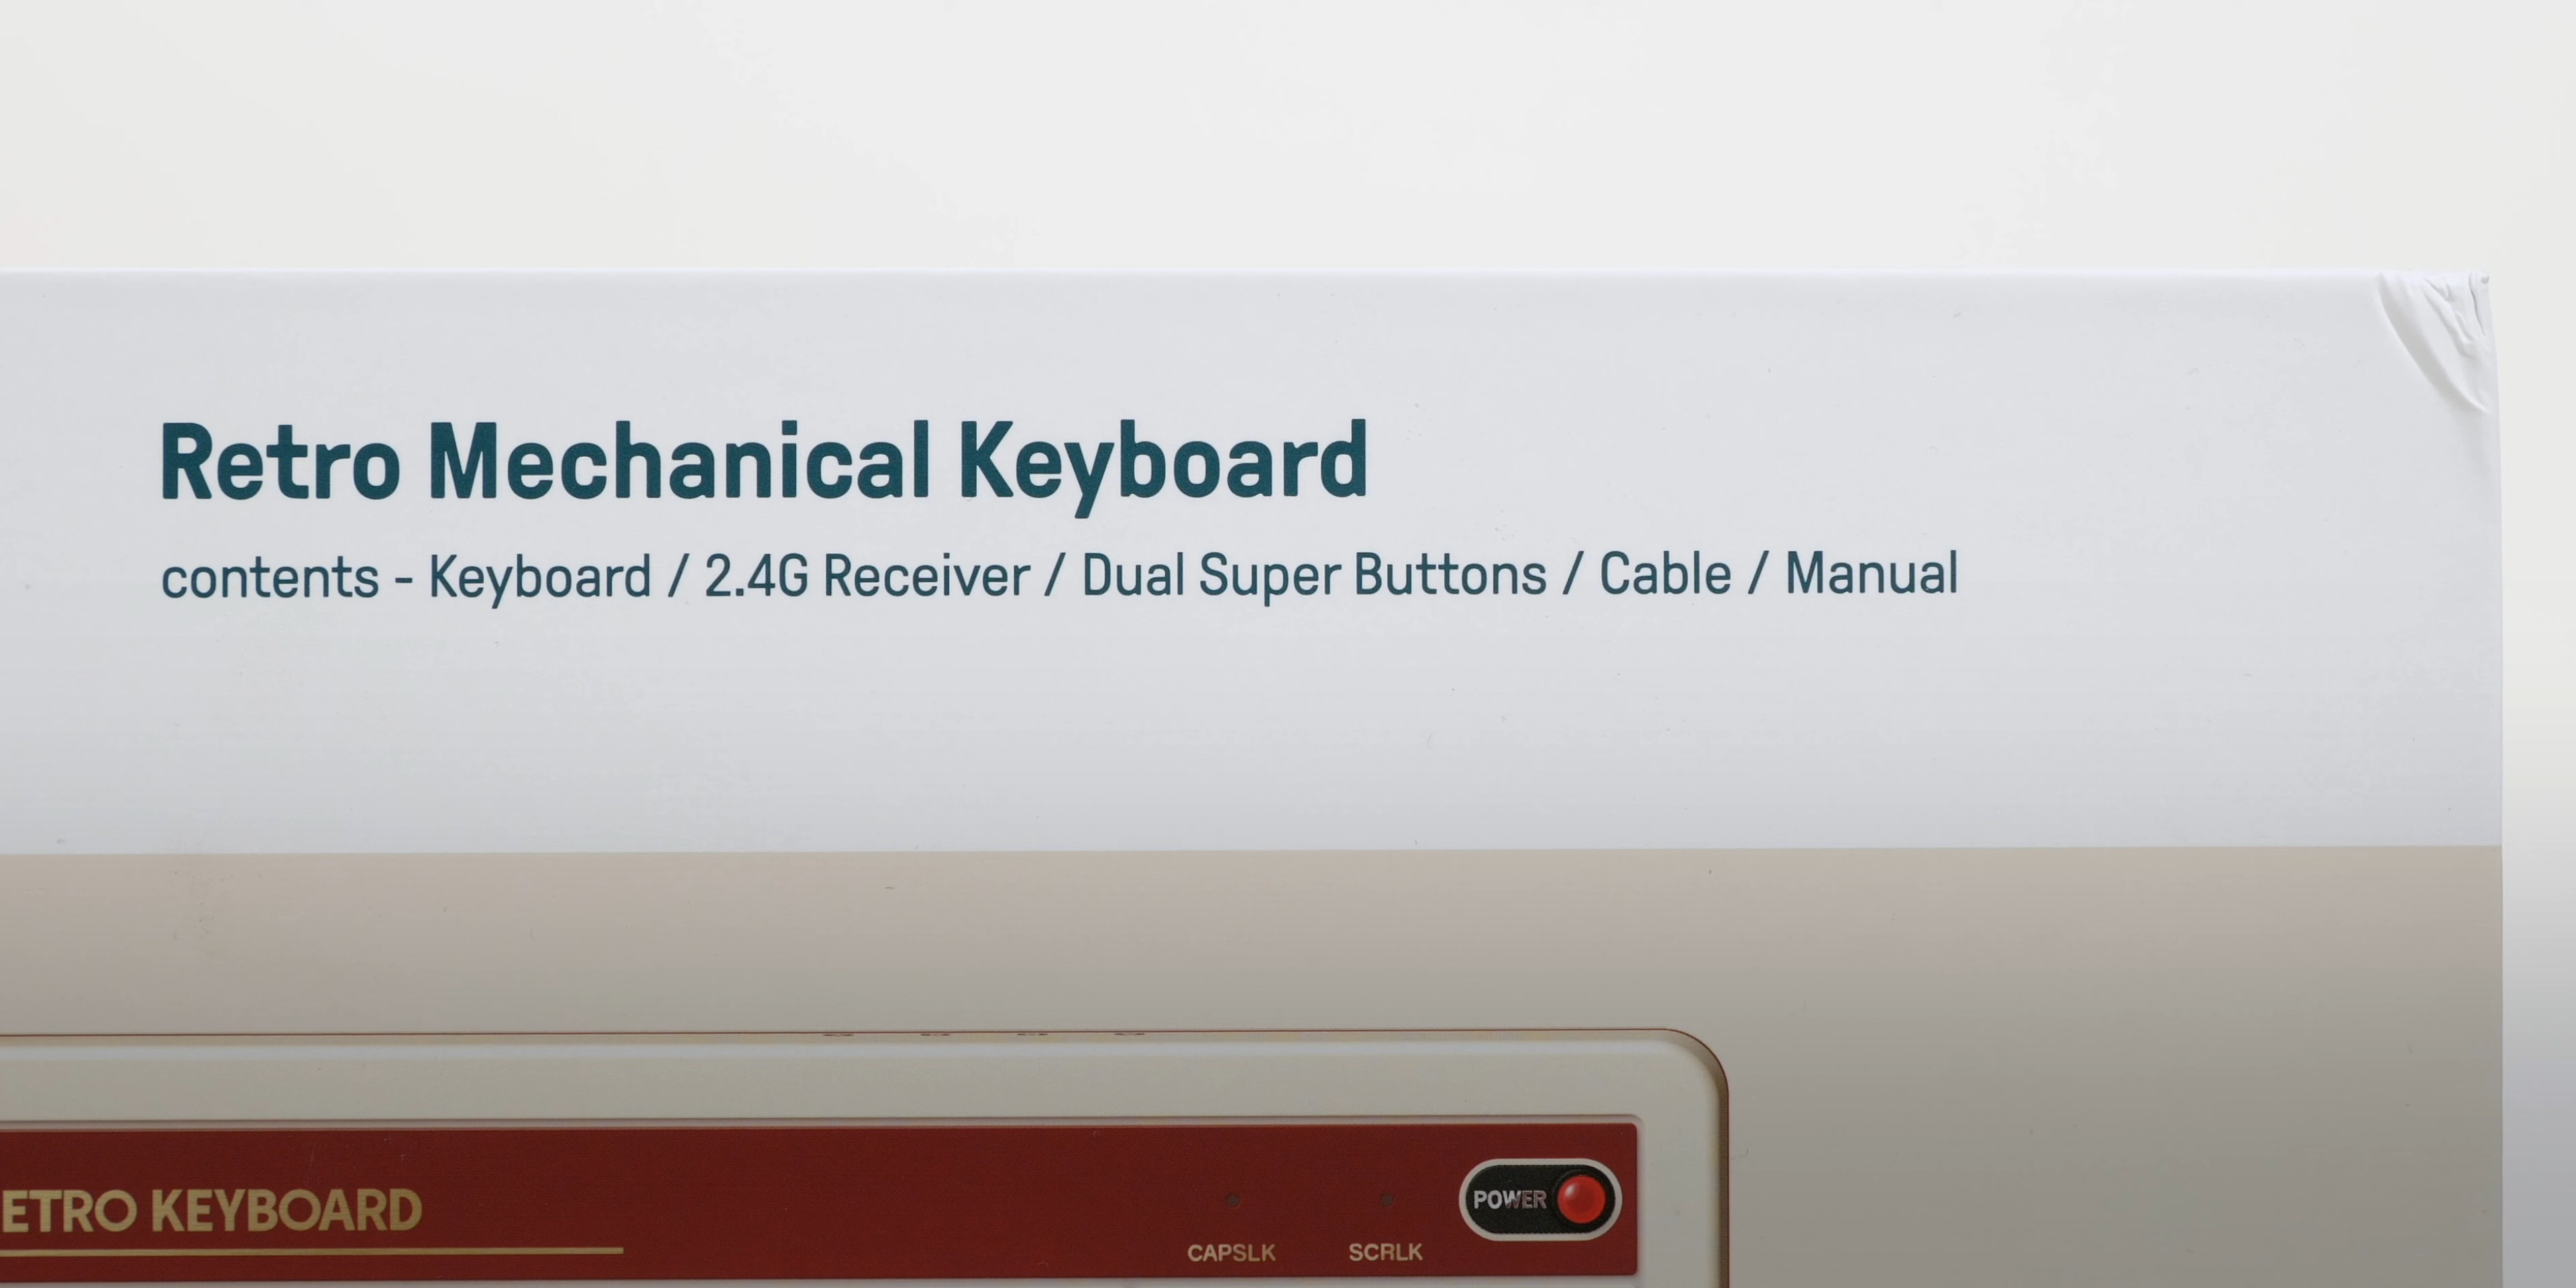 Retro Mechanical Keyboard
contents - Keyboard / 2.4G Receiver / Dual Super Buttons / Cable / Manual
ETRO KEYBOARD
POWER
CAPSLK SCRLK